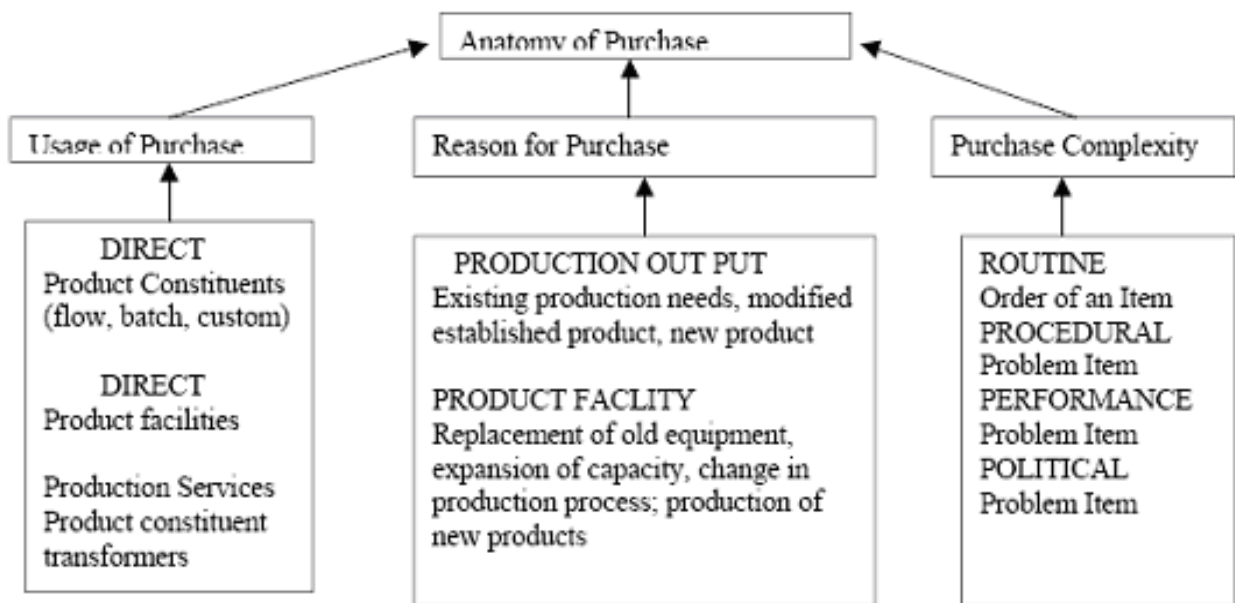 Anatomy of Purchase
Usage of Purchase
Reason for Purchase
Purchase Complexity
DIRECT
Product Constituents
(flow, batch, custom)
DIRECT
Product facilities
Production Services
Product constituent
transformers
PRODUCTION OUT PUT
Existing production needs, modified
established product, new product
PRODUCT FACLITY
Replacement of old equipment,
expansion of capacity, change in
production process; production of
new products
ROUTINE
Order of an Item
PROCEDURAL
Problem Item
PERFORMANCE
Problem Item
POLITICAL
Problem Item